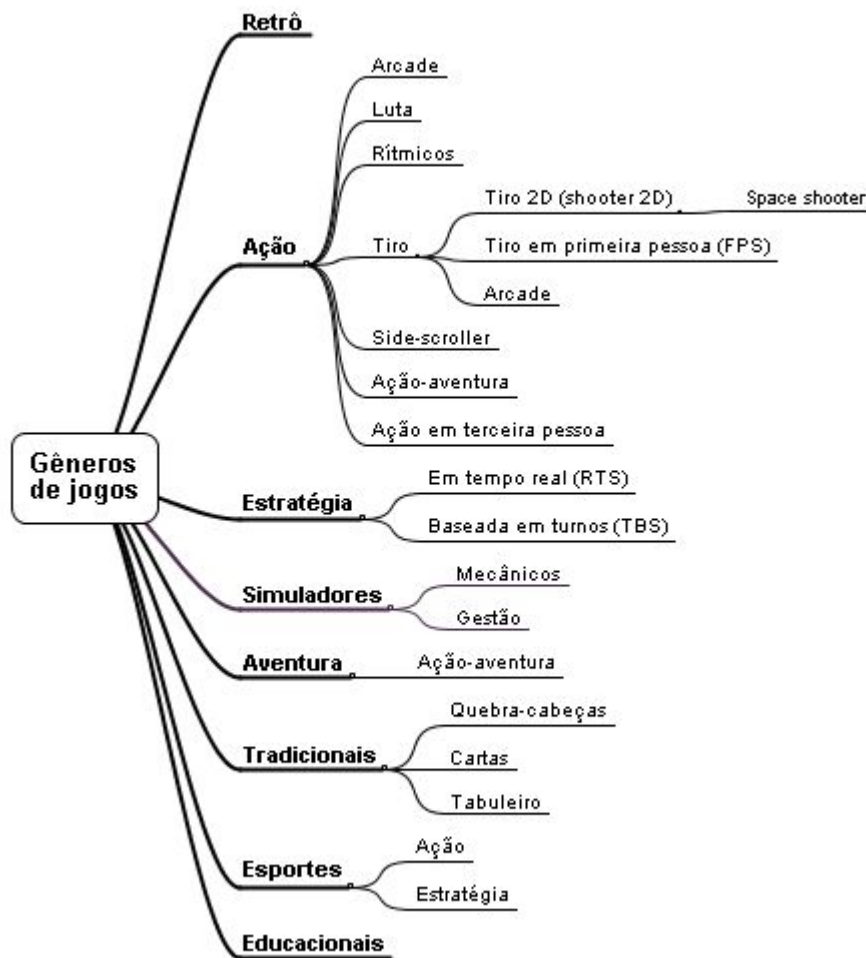 Retrô
Arcade
Luta
Rítmicos
Tiro 2D (shooter 2D)
Space shooter
Ação
Tiro
Tiro em primeira pessoa (FPS)
Arcade
Side-scroller
Ação-aventura
Ação em terceira pessoa
Gêneros
de jogos
Em tempo real (RTS)
Estratégia
Baseada em turnos (TBS)
Mecânicos
Simuladores
Gestão
Aventura
Ação-aventura
Quebra-cabeças
Tradicionais
Cartas
Tabuleiro
Ação
Esportes
Estratégia
Educacionais